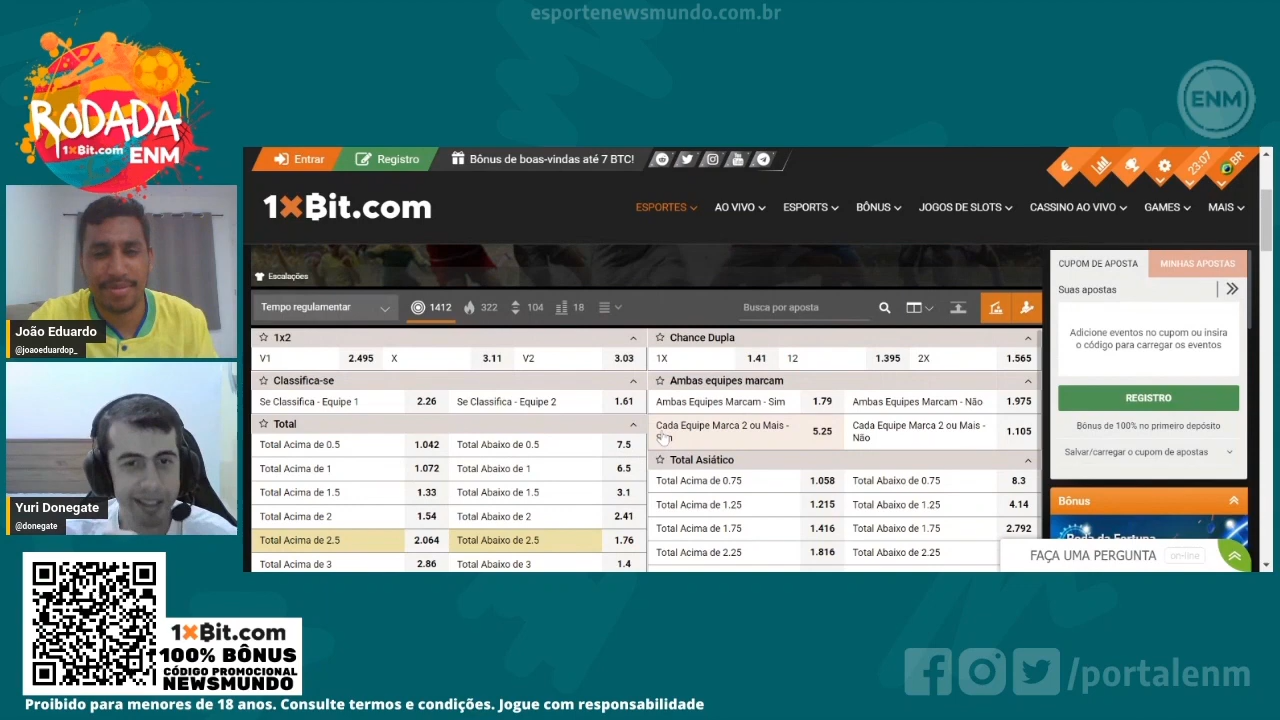 esportenewsmundo.com.br
RODADA
1xBit.com
ENM
ENM
Entrar
Registro
Bônus de boas-vindas até 7 BTC!
23:07
BR
1xBit.com
ESPORTES
AO VIVO
ESPORTS
BÔNUS
JOGOS DE SLOTS
CASSINO AO VIVO
GAMES
MAIS
Escalações
Tempo regulamentar
1412
322
104
18
Busca por aposta
1x2
V1 2.495 X 3.11 V2 3.03
Classifica-se
Se Classifica - Equipe 1 2.26 Se Classifica - Equipe 2 1.61
Total
Total Acima de 0.5 1.042 Total Abaixo de 0.5 7.5
Total Acima de 1 1.072 Total Abaixo de 1 6.5
Total Acima de 1.5 1.33 Total Abaixo de 1.5 3.1
Total Acima de 2 1.54 Total Abaixo de 2 2.41
Total Acima de 2.5 2.064 Total Abaixo de 2.5 1.76
Total Acima de 3 2.86 Total Abaixo de 3 1.4
Chance Dupla
1X 1.41 12 1.395 2X 1.565
Ambas equipes marcam
Ambas Equipes Marcam - Sim 1.79 Ambas Equipes Marcam - Não 1.975
Cada Equipe Marca 2 ou Mais - 5.25 Cada Equipe Marca 2 ou Mais - 1.105
Não
Total Asiático
Total Acima de 0.75 1.058 Total Abaixo de 0.75 8.3
Total Acima de 1.25 1.215 Total Abaixo de 1.25 4.14
Total Acima de 1.75 1.416 Total Abaixo de 1.75 2.792
Total Acima de 2.25 1.816 Total Abaixo de 2.25
CUPOM DE APOSTA
MINHAS APOSTAS
Suas apostas
Adicione eventos no cupom ou insira
o código para carregar os eventos
REGISTRO
Bônus de 100% no primeiro depósito
Salvar/carregar o cupom de apostas
Bônus
Roda da Fortuna
FAÇA UMA PERGUNTA
on-line
João Eduardo
@joaoeduardop_
Yuri Donegate
@donegate
1xBit.com
100% BÔNUS
CÓDIGO PROMOCIONAL
NEWSMUNDO
/portalenm
Proibido para menores de 18 anos. Consulte termos e condições. Jogue com responsabilidade